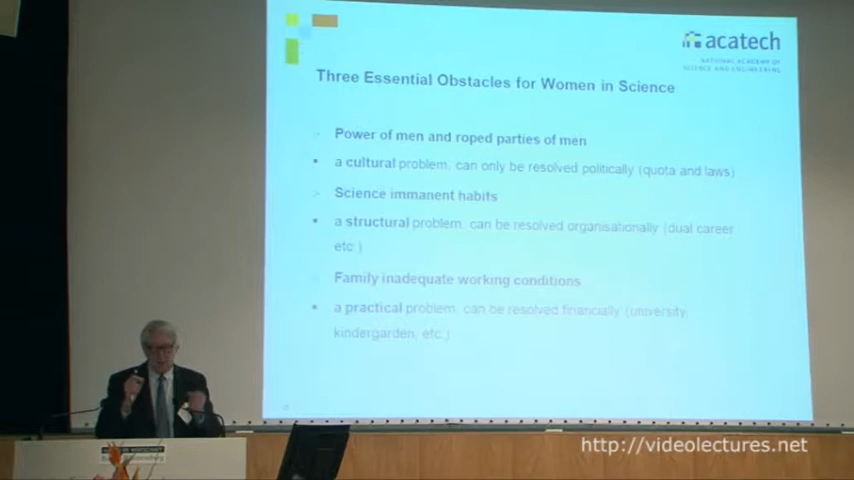 acatech
NATIONAL ACADEMY OF
SCIENCE AND ENGINEERING
Three Essential Obstacles for Women in Science
Power of men and roped parties of men
a cultural problem, can only be resolved politically (quota and laws)
Science immanent habits
a structural problem, can be resolved organisationally (dual career
etc.)
Family inadequate working conditions
a practical problem, can be resolved financially (university,
kindergarden, etc.)
http://videolectures.net